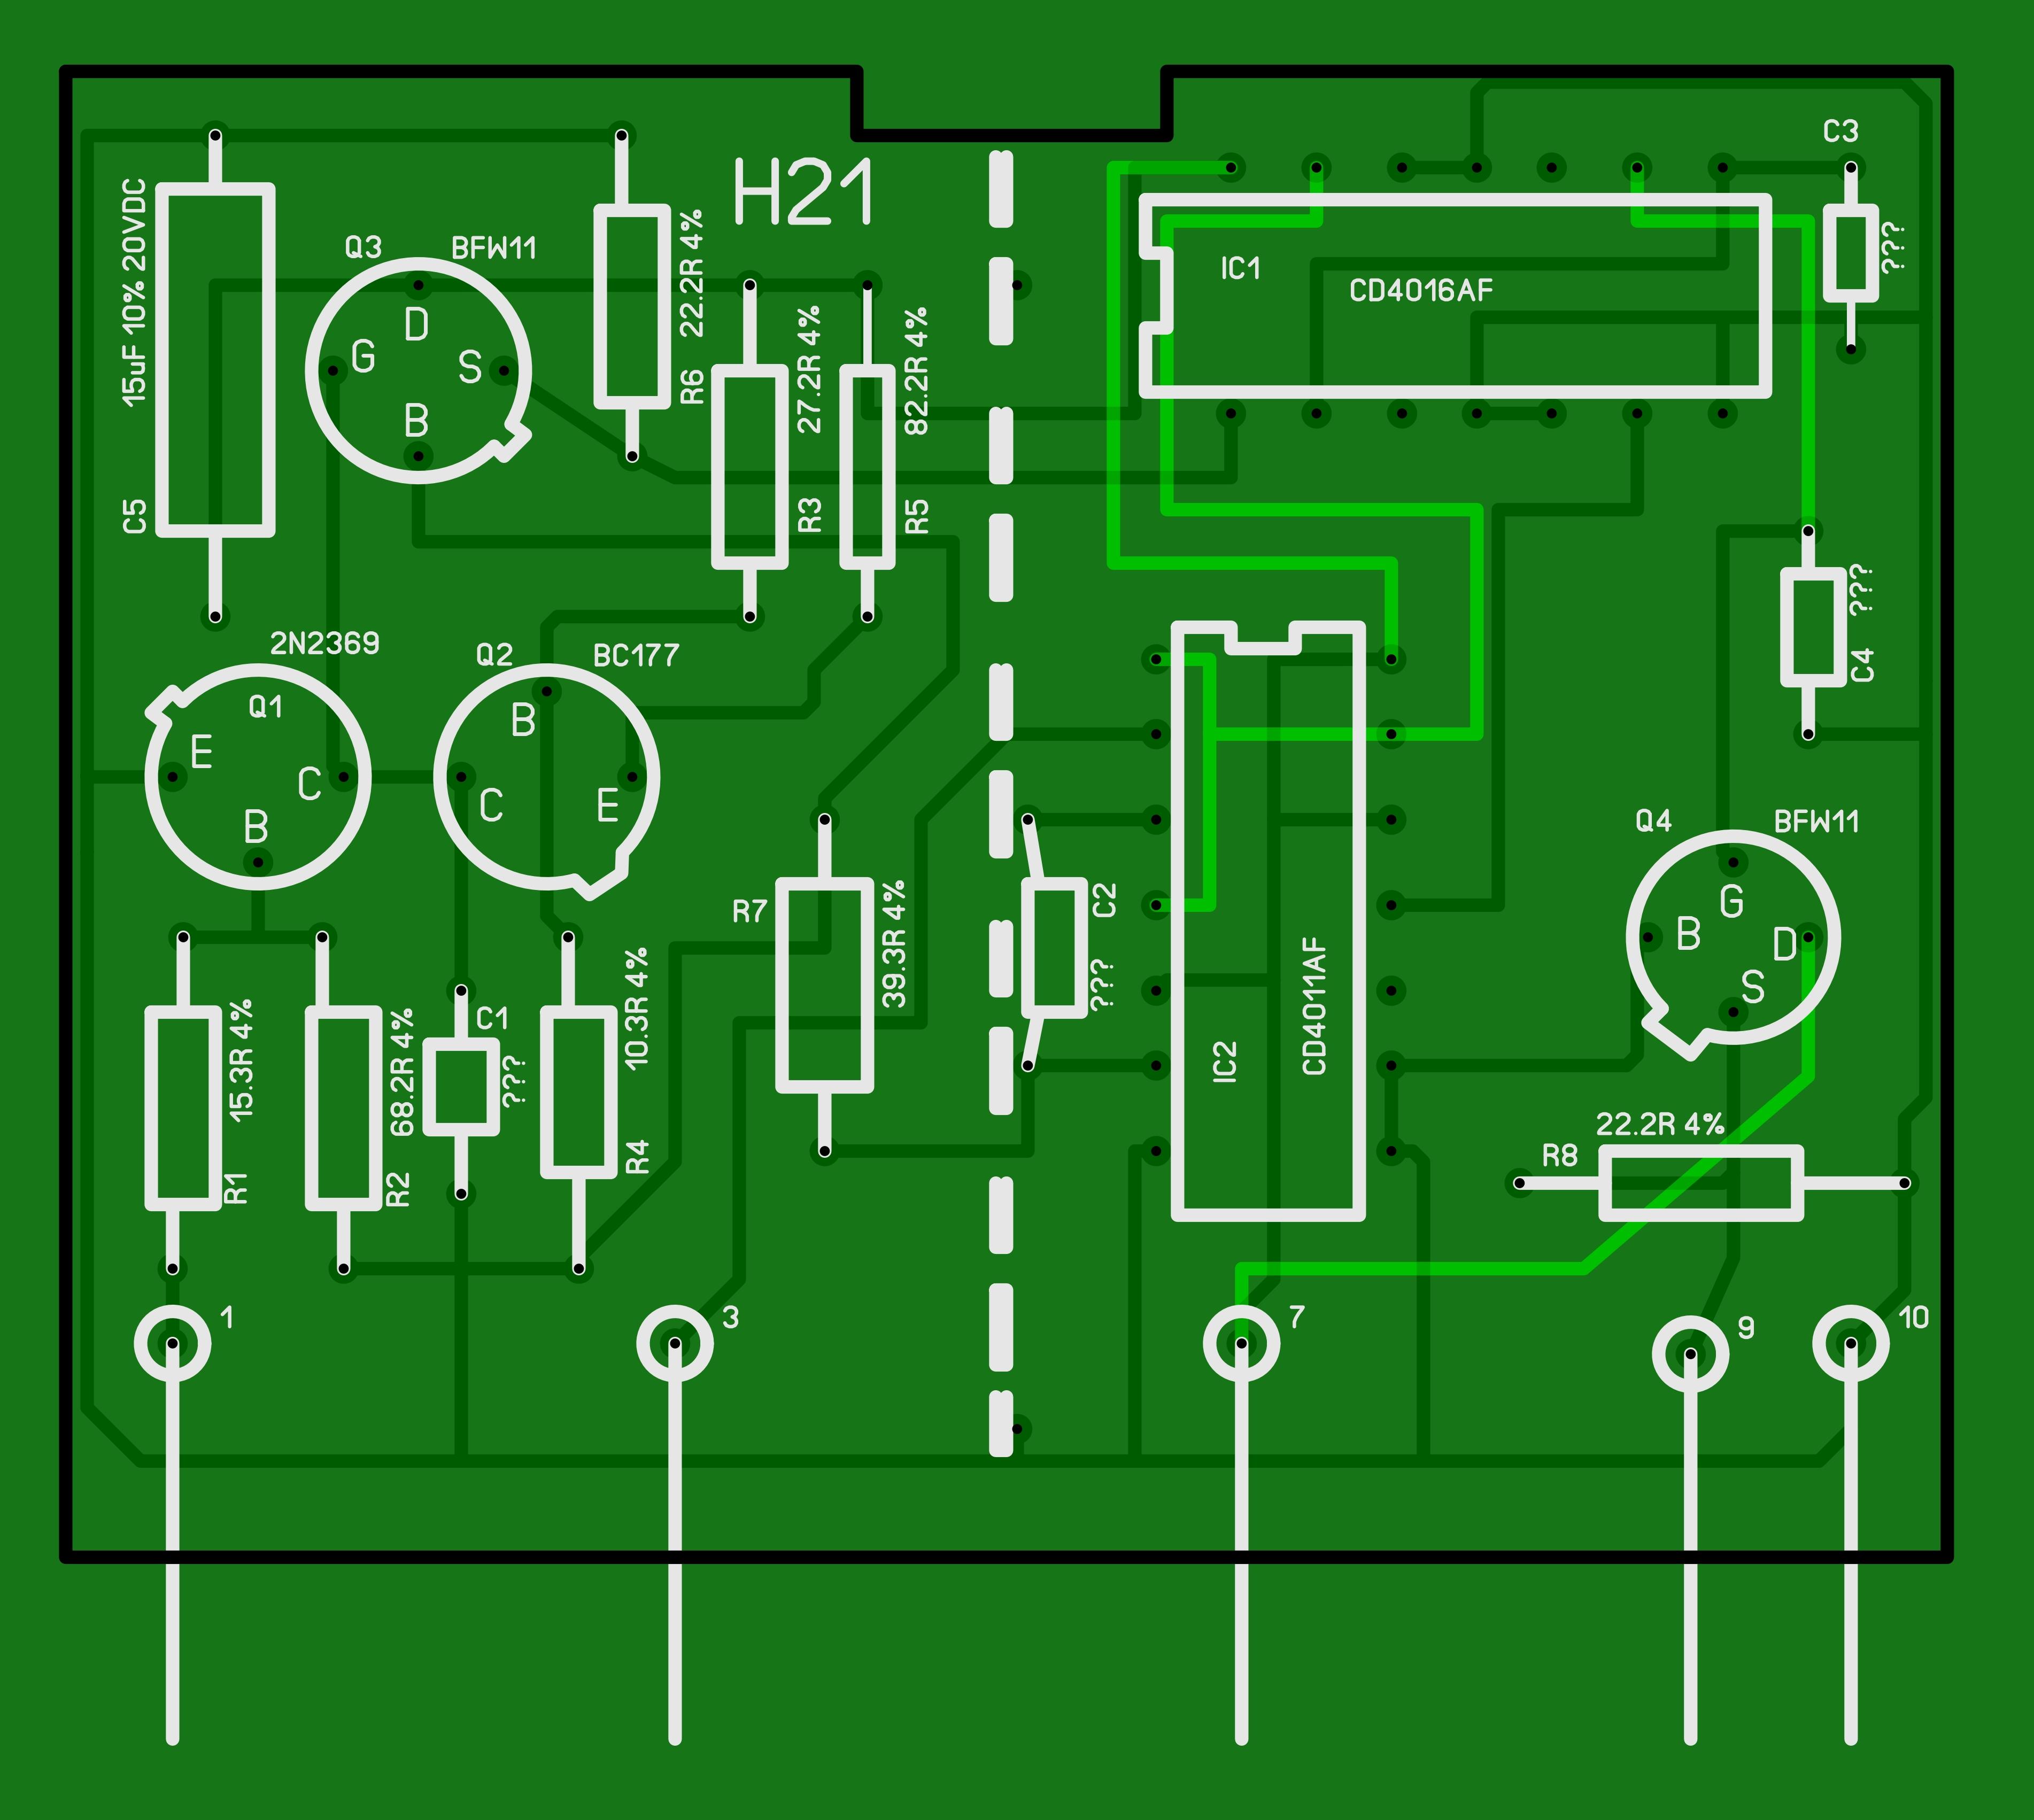 C3
???
H21
15uF 10% 20VDC
C5
Q3
BFW11
D
G
S
B
22.2R 4%
R6
27.2R 4%
R3
82.2R 4%
R5
IC1
CD4016AF
???
C4
2N2369
Q1
E
C
B
Q2
BC177
B
C
E
R7
39.3R 4%
C2
???
IC2
CD4011AF
Q4
BFW11
G
B
D
S
15.3R 4%
R1
68.2R 4%
R2
C1
???
10.3R 4%
R4
22.2R 4%
R8
1
3
7
9
10